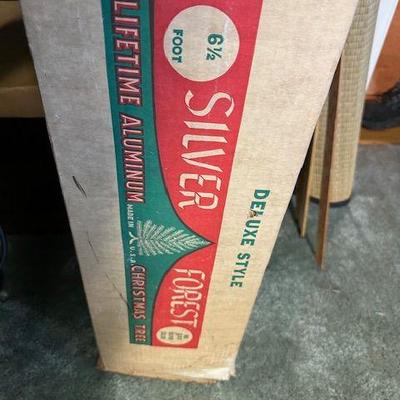 6½
FOOT
SILVER FOREST
LIFETIME ALUMINUM CHRISTMAS TREE
MADE IN U.S.A.
DELUXE STYLE